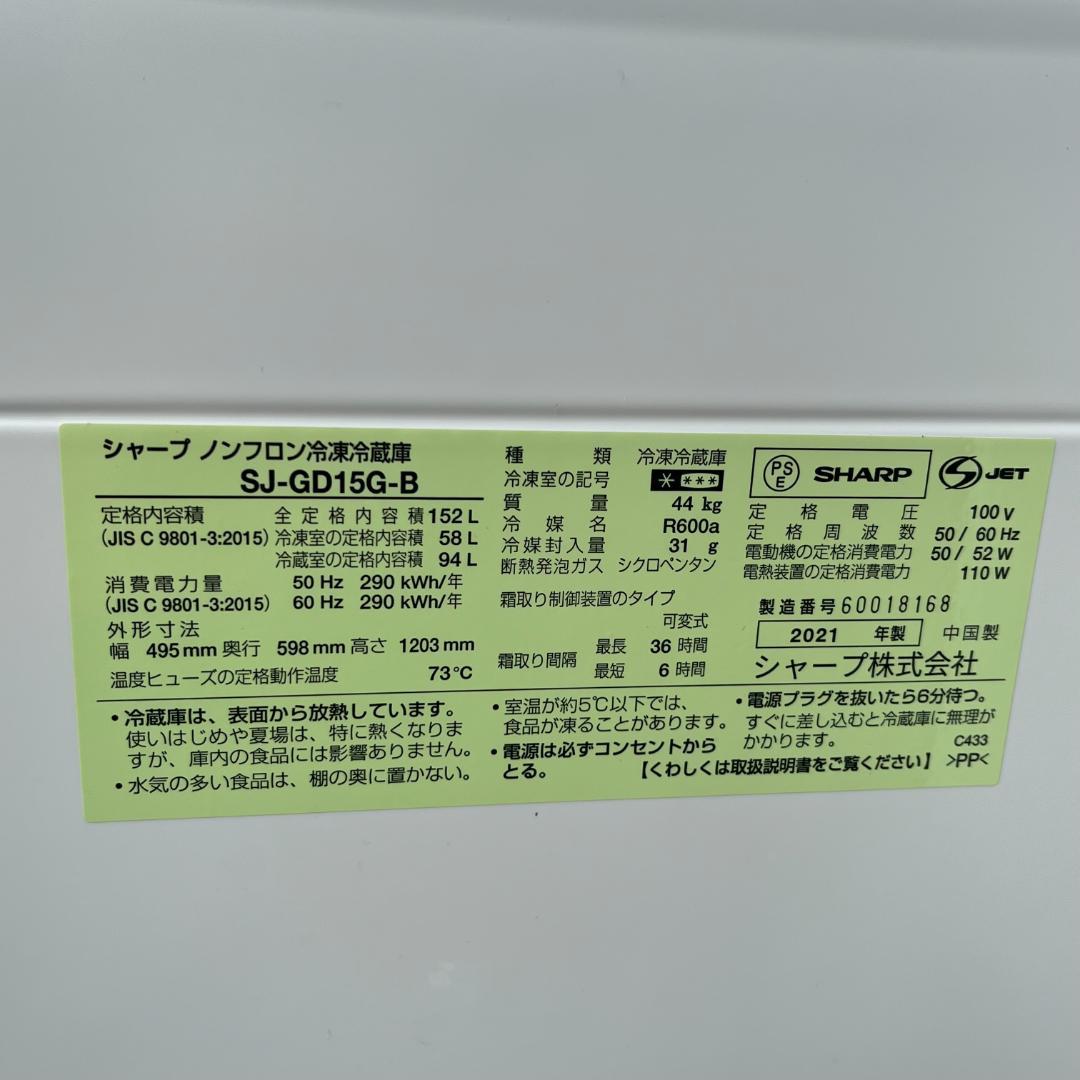 シャープ ノンフロン冷凍冷蔵庫
SJ-GD15G-B
定格内容積 全定格内容積 152 L
(JIS C 9801-3:2015) 冷凍室の定格内容積 58 L
冷蔵室の定格内容積 94 L
消費電力量 50 Hz 290 kWh/年
(JIS C 9801-3:2015) 60 Hz 290 kWh/年
外形寸法
幅 495 mm 奥行 598 mm 高さ 1203 mm
温度ヒューズの定格動作温度 73℃
種類 冷凍冷蔵庫
冷凍室の記号 * ***
質量 44 kg
冷媒名 R600a
冷媒封入量 31 g
断熱発泡ガス シクロペンタン
霜取り制御装置のタイプ
可変式
霜取り間隔 最長 36 時間
最短 6 時間
PSE SHARP S JET
定格電圧 100 V
定格周波数 50 / 60 Hz
電動機の定格消費電力 50 / 52 W
電熱装置の定格消費電力 110 W
製造番号 60018168
2021 年製 中国製
シャープ株式会社
・冷蔵庫は、表面から放熱しています。
使いはじめや夏場は、特に熱くなりま
すが、庫内の食品には影響ありません。
・水気の多い食品は、棚の奥に置かない。
・室温が約5℃以下では、
食品が凍ることがあります。
・電源は必ずコンセントから
とる。
・電源プラグを抜いたら6分待つ。
すぐに差し込むと冷蔵庫に無理が
かかります。 C433
【くわしくは取扱説明書をご覧ください】 >PP<